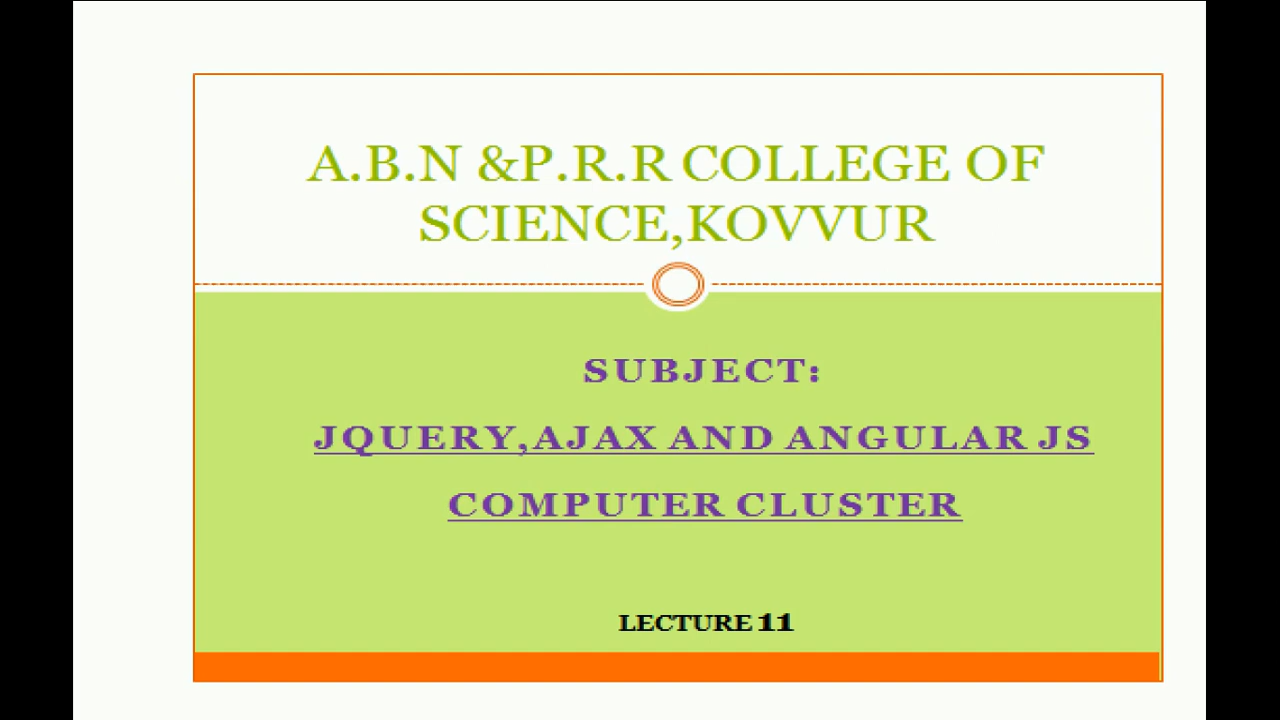 A.B.N &P.R.R COLLEGE OF
SCIENCE,KOVVUR
SUBJECT:
JQUERY,AJAX AND ANGULAR JS
COMPUTER CLUSTER
LECTURE 11